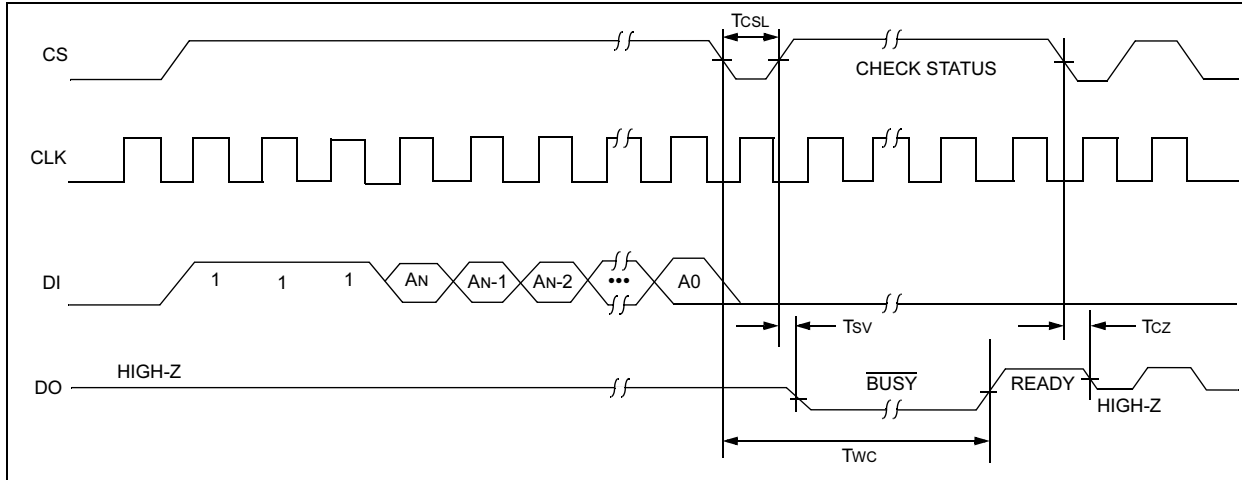 TCSL
CS
CHECK STATUS
CLK
DI
1 1 1 AN AN-1 AN-2 ••• A0
TSV
TCZ
DO
HIGH-Z
BUSY
READY
HIGH-Z
TWC